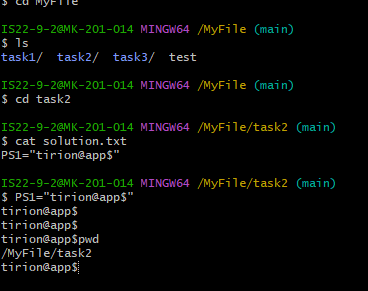 $ cd MyFile
IS22-9-2@MK-201-014 MINGW64 /MyFile (main)
$ ls
task1/ task2/ task3/ test
IS22-9-2@MK-201-014 MINGW64 /MyFile (main)
$ cd task2
IS22-9-2@MK-201-014 MINGW64 /MyFile/task2 (main)
$ cat solution.txt
PS1="tirion@app$"
IS22-9-2@MK-201-014 MINGW64 /MyFile/task2 (main)
$ PS1="tirion@app$"
tirion@app$
tirion@app$
tirion@app$pwd
/MyFile/task2
tirion@app$